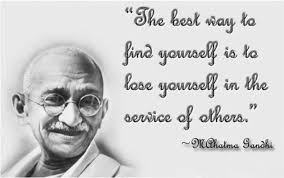 “The best way to
find yourself is to
lose yourself in the
service of others.”
~MAhatma Gandhi